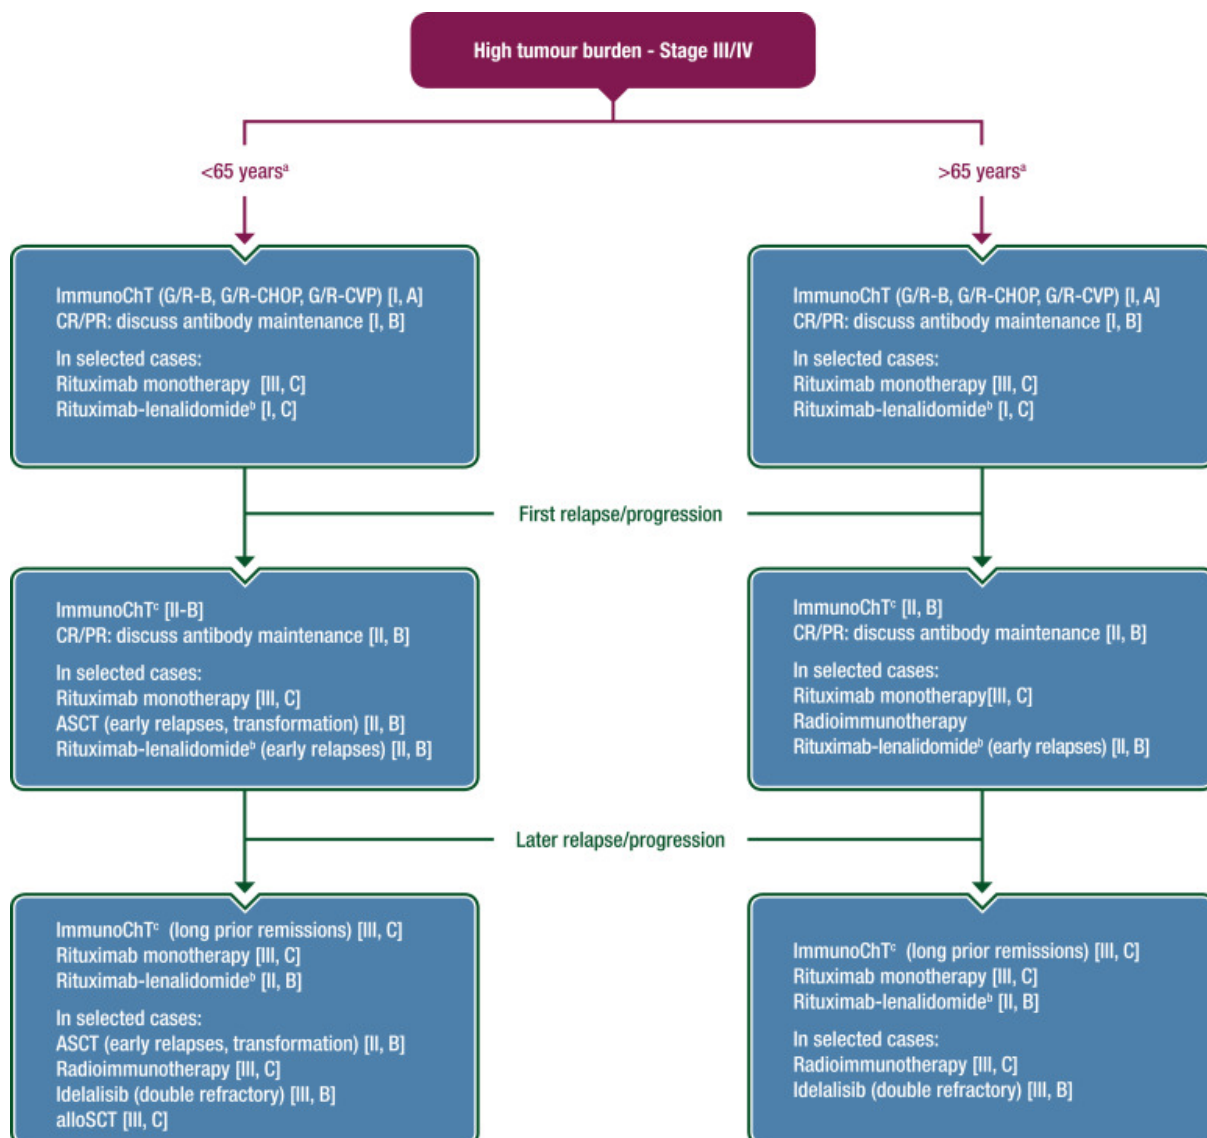 High tumour burden - Stage III/IV
<65 yearsᵃ
>65 yearsᵃ
ImmunoChT (G/R-B, G/R-CHOP, G/R-CVP) [I, A]
CR/PR: discuss antibody maintenance [I, B]
In selected cases:
Rituximab monotherapy [III, C]
Rituximab-lenalidomideᵇ [I, C]
ImmunoChT (G/R-B, G/R-CHOP, G/R-CVP) [I, A]
CR/PR: discuss antibody maintenance [I, B]
In selected cases:
Rituximab monotherapy [III, C]
Rituximab-lenalidomideᵇ [I, C]
First relapse/progression
ImmunoChTᶜ [II-B]
CR/PR: discuss antibody maintenance [II, B]
In selected cases:
Rituximab monotherapy [III, C]
ASCT (early relapses, transformation) [II, B]
Rituximab-lenalidomideᵇ (early relapses) [II, B]
ImmunoChTᶜ [II, B]
CR/PR: discuss antibody maintenance [II, B]
In selected cases:
Rituximab monotherapy[III, C]
Radioimmunotherapy
Rituximab-lenalidomideᵇ (early relapses) [II, B]
Later relapse/progression
ImmunoChTᶜ (long prior remissions) [III, C]
Rituximab monotherapy [III, C]
Rituximab-lenalidomideᵇ [II, B]
In selected cases:
ASCT (early relapses, transformation) [II, B]
Radioimmunotherapy [III, C]
Idelalisib (double refractory) [III, B]
alloSCT [III, C]
ImmunoChTᶜ (long prior remissions) [III, C]
Rituximab monotherapy [III, C]
Rituximab-lenalidomideᵇ [II, B]
In selected cases:
Radioimmunotherapy [III, C]
Idelalisib (double refractory) [III, B]